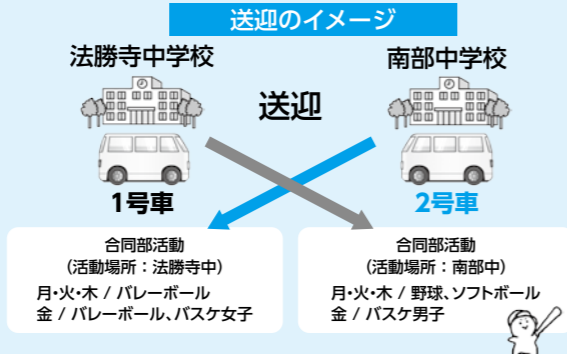 送迎のイメージ
法勝寺中学校
南部中学校
送迎
1号車
2号車
合同部活動
(活動場所:法勝寺中)
月・火・木 / バレーボール
金 / バレーボール、バスケ女子
合同部活動
(活動場所:南部中)
月・火・木 / 野球、ソフトボール
金 / バスケ男子